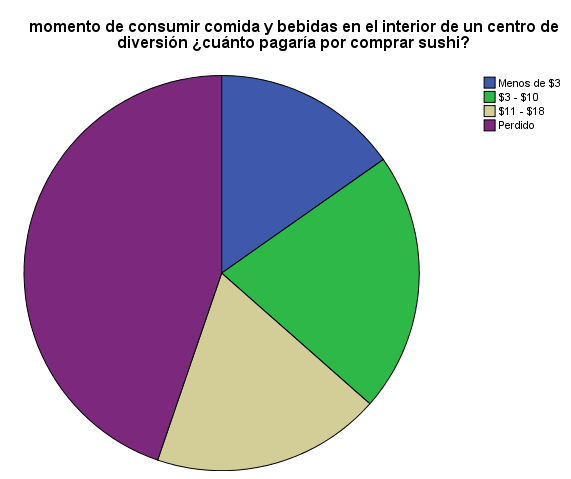 momento de consumir comida y bebidas en el interior de un centro de
diversión ¿cuánto pagaría por comprar sushi?
Menos de $3
$3 - $10
$11 - $18
Perdido